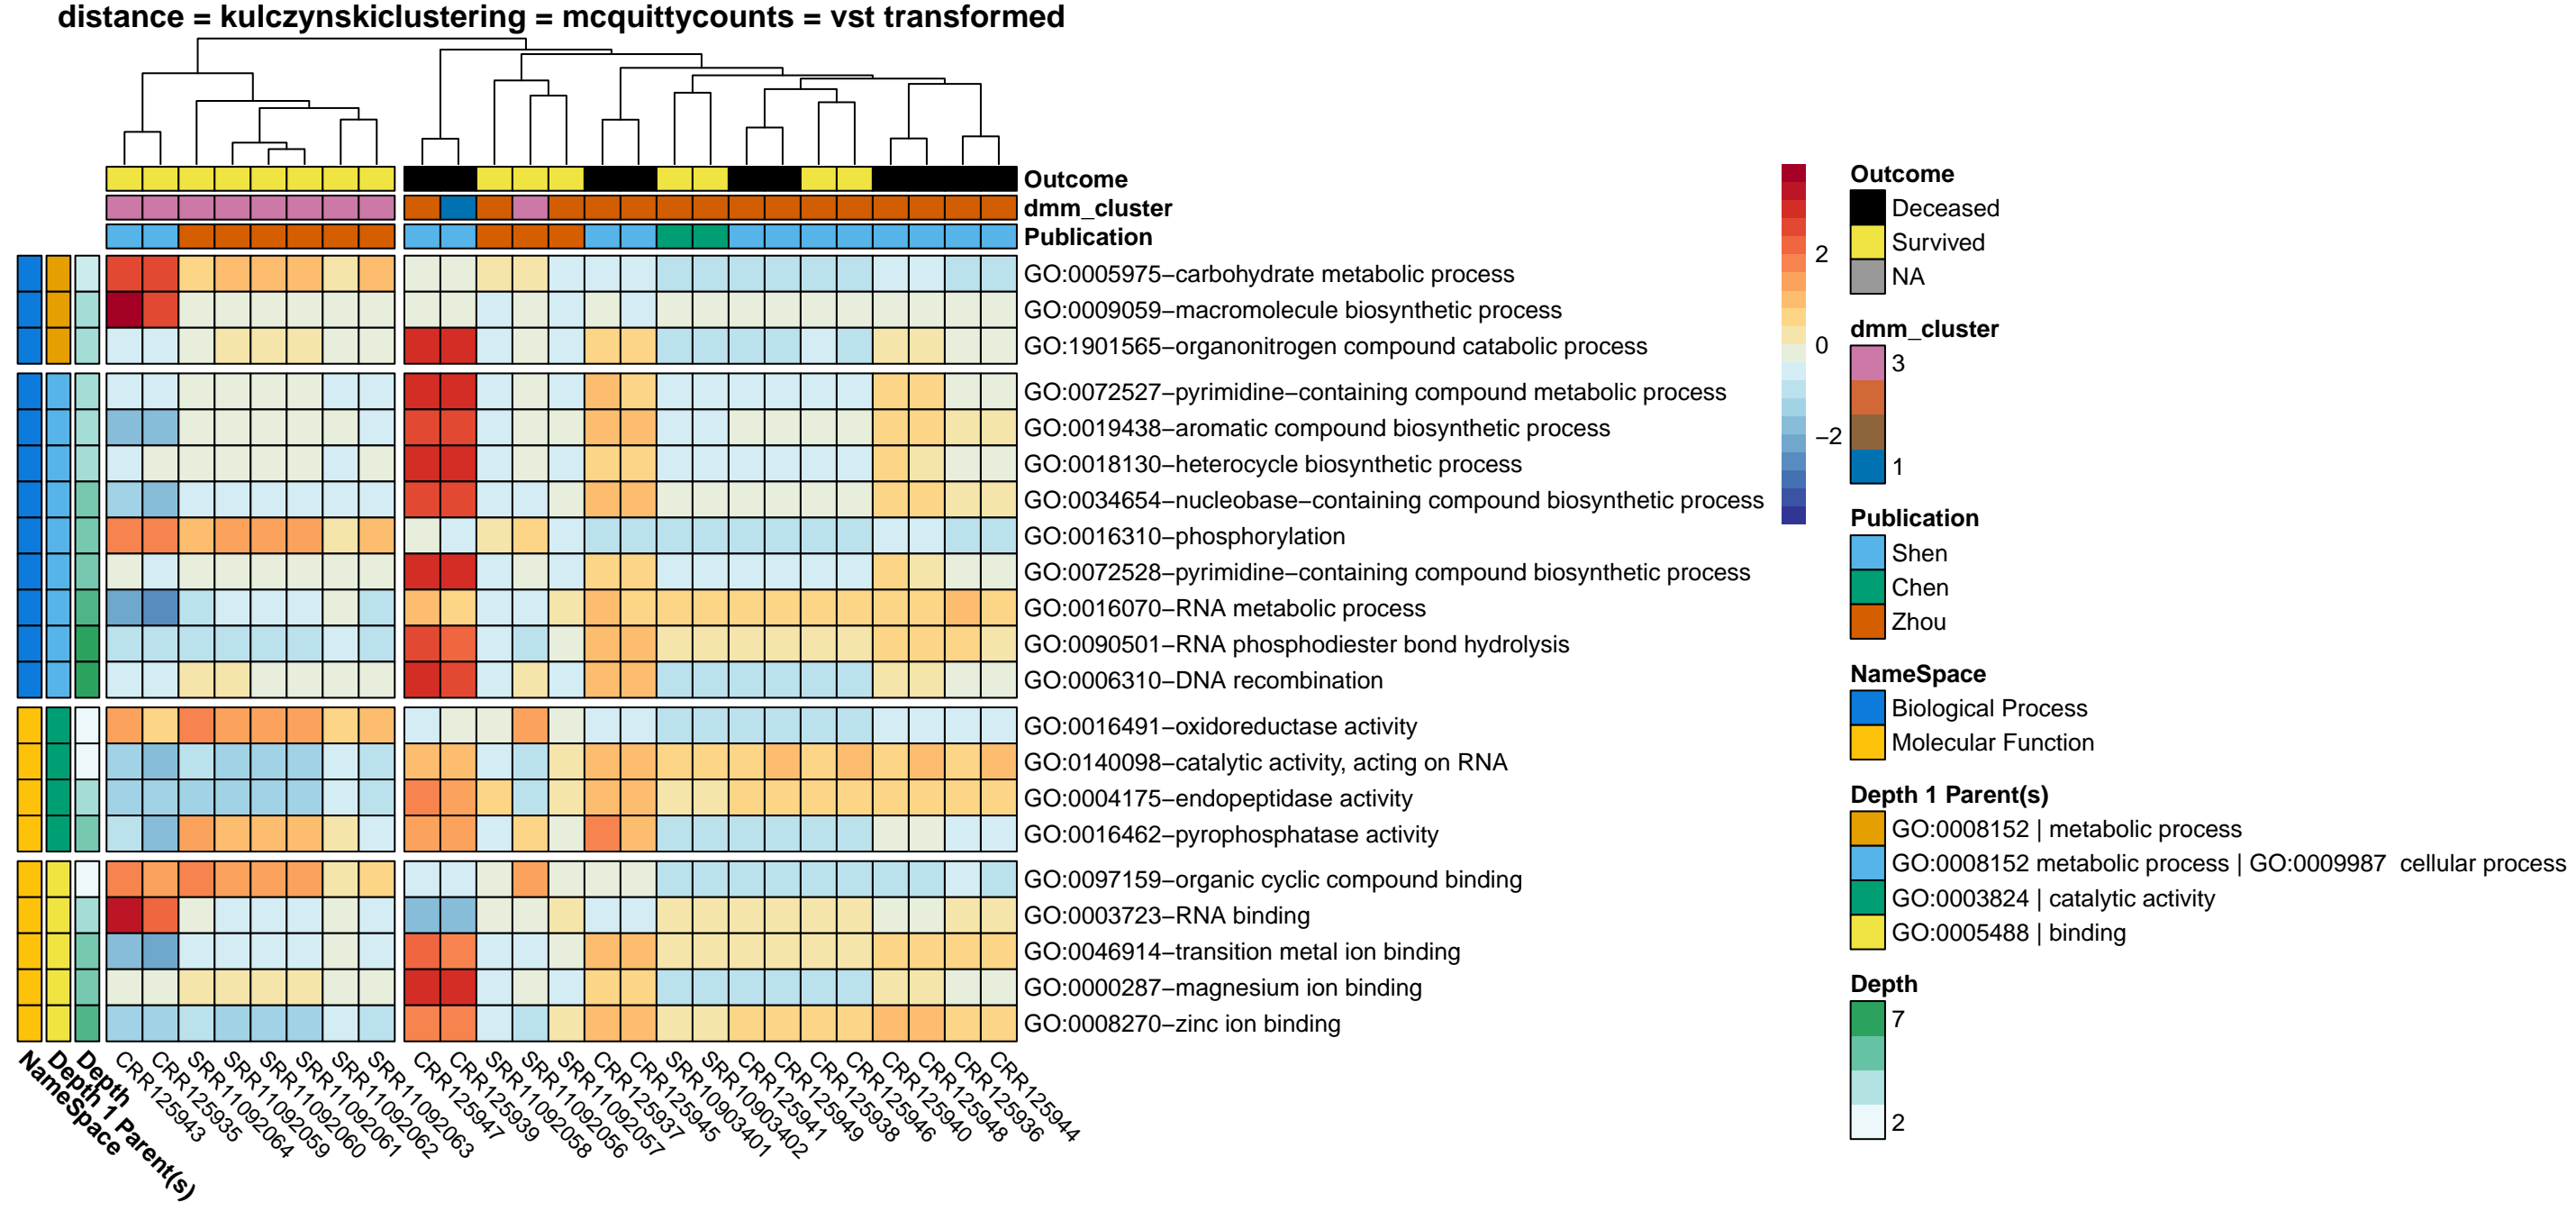 distance = kulczynskiclustering = mcquittycounts = vst transformed
Outcome
dmm_cluster
Publication
GO:0005975−carbohydrate metabolic process
GO:0009059−macromolecule biosynthetic process
GO:1901565−organonitrogen compound catabolic process
GO:0072527−pyrimidine−containing compound metabolic process
GO:0019438−aromatic compound biosynthetic process
GO:0018130−heterocycle biosynthetic process
GO:0034654−nucleobase−containing compound biosynthetic process
GO:0016310−phosphorylation
GO:0072528−pyrimidine−containing compound biosynthetic process
GO:0016070−RNA metabolic process
GO:0090501−RNA phosphodiester bond hydrolysis
GO:0006310−DNA recombination
GO:0016491−oxidoreductase activity
GO:0140098−catalytic activity, acting on RNA
GO:0004175−endopeptidase activity
GO:0016462−pyrophosphatase activity
GO:0097159−organic cyclic compound binding
GO:0003723−RNA binding
GO:0046914−transition metal ion binding
GO:0000287−magnesium ion binding
GO:0008270−zinc ion binding
NameSpace
Depth 1 Parent(s)
Depth
CRR125943
CRR125935
SRR11092064
SRR11092059
SRR11092060
SRR11092061
SRR11092062
SRR11092063
CRR125947
CRR125939
SRR11092058
SRR11092056
SRR11092057
CRR125937
CRR125945
SRR10903401
SRR10903402
CRR125941
CRR125949
CRR125938
CRR125946
CRR125940
CRR125948
CRR125936
CRR125944
2
0
−2
Outcome
Deceased
Survived
NA
dmm_cluster
3
1
Publication
Shen
Chen
Zhou
NameSpace
Biological Process
Molecular Function
Depth 1 Parent(s)
GO:0008152 | metabolic process
GO:0008152 metabolic process | GO:0009987  cellular process
GO:0003824 | catalytic activity
GO:0005488 | binding
Depth
7
2